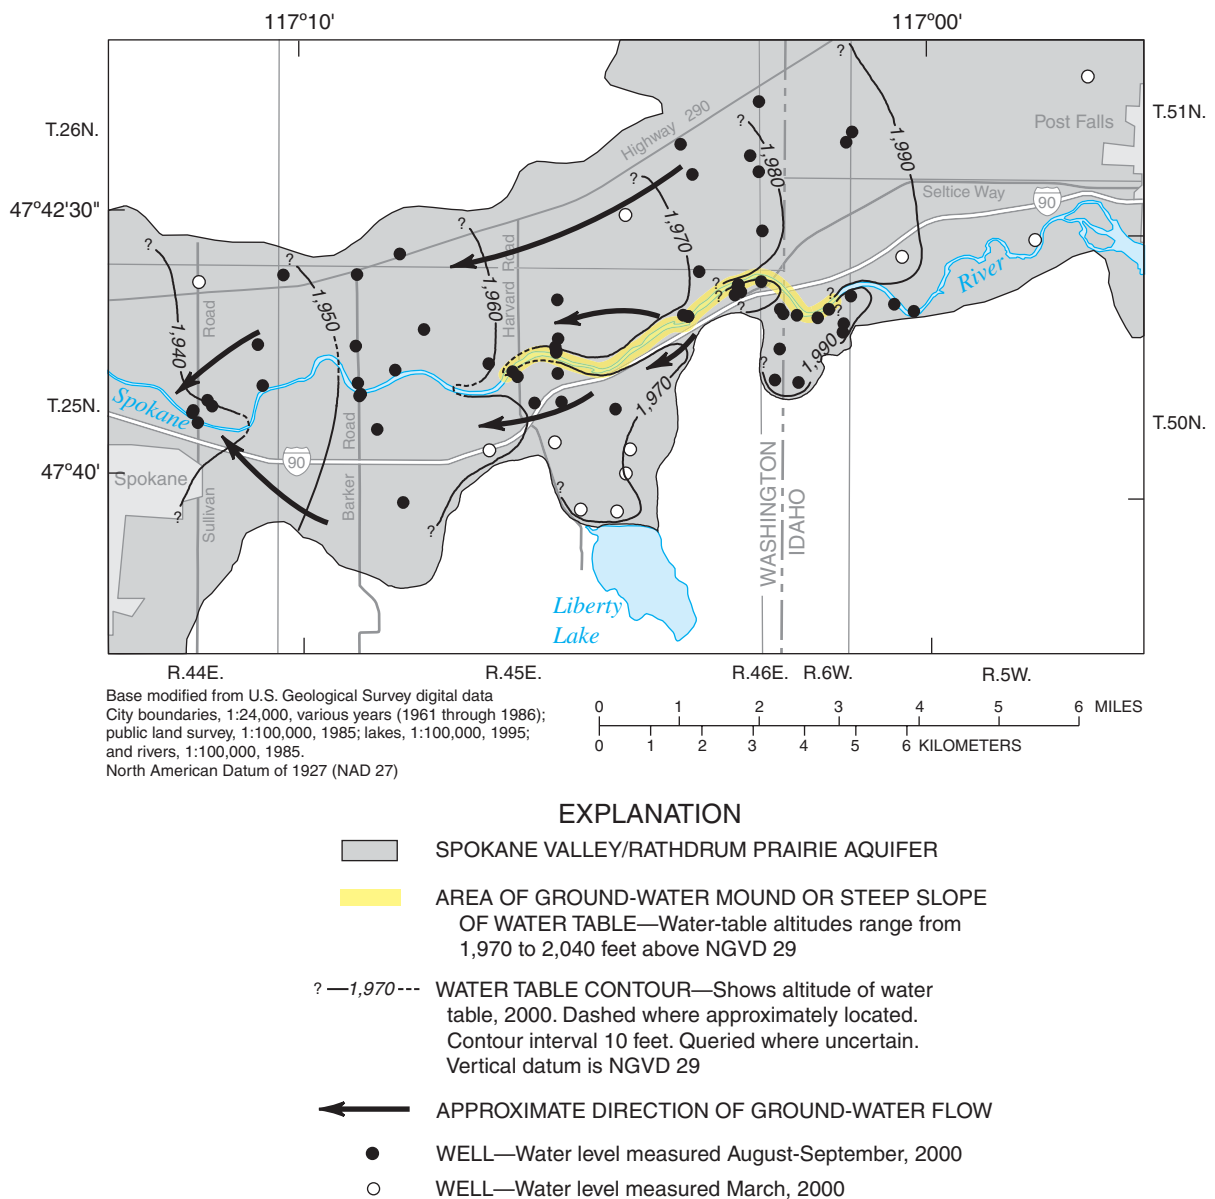 117°10'
117°00'
T.26N.
T.51N.
47°42'30"
T.25N.
T.50N.
47°40'
Highway 290
Post Falls
Seltice Way
90
River
Spokane
Spokane
90
Sullivan
Road
Barker
Road
Harvard Road
1,940
1,950
1,960
1,970
1,970
1,980
1,990
1,990
?
?
?
?
?
?
?
?
?
?
?
?
?
?
WASHINGTON
IDAHO
Liberty
Lake
R.44E.
R.45E.
R.46E.
R.6W.
R.5W.
Base modified from U.S. Geological Survey digital data
City boundaries, 1:24,000, various years (1961 through 1986);
public land survey, 1:100,000, 1985; lakes, 1:100,000, 1995;
and rivers, 1:100,000, 1985.
North American Datum of 1927 (NAD 27)
0 1 2 3 4 5 6 MILES
0 1 2 3 4 5 6 KILOMETERS
EXPLANATION
SPOKANE VALLEY/RATHDRUM PRAIRIE AQUIFER
AREA OF GROUND-WATER MOUND OR STEEP SLOPE
OF WATER TABLE—Water-table altitudes range from
1,970 to 2,040 feet above NGVD 29
? 1,970
WATER TABLE CONTOUR—Shows altitude of water
table, 2000. Dashed where approximately located.
Contour interval 10 feet. Queried where uncertain.
Vertical datum is NGVD 29
APPROXIMATE DIRECTION OF GROUND-WATER FLOW
WELL—Water level measured August-September, 2000
WELL—Water level measured March, 2000